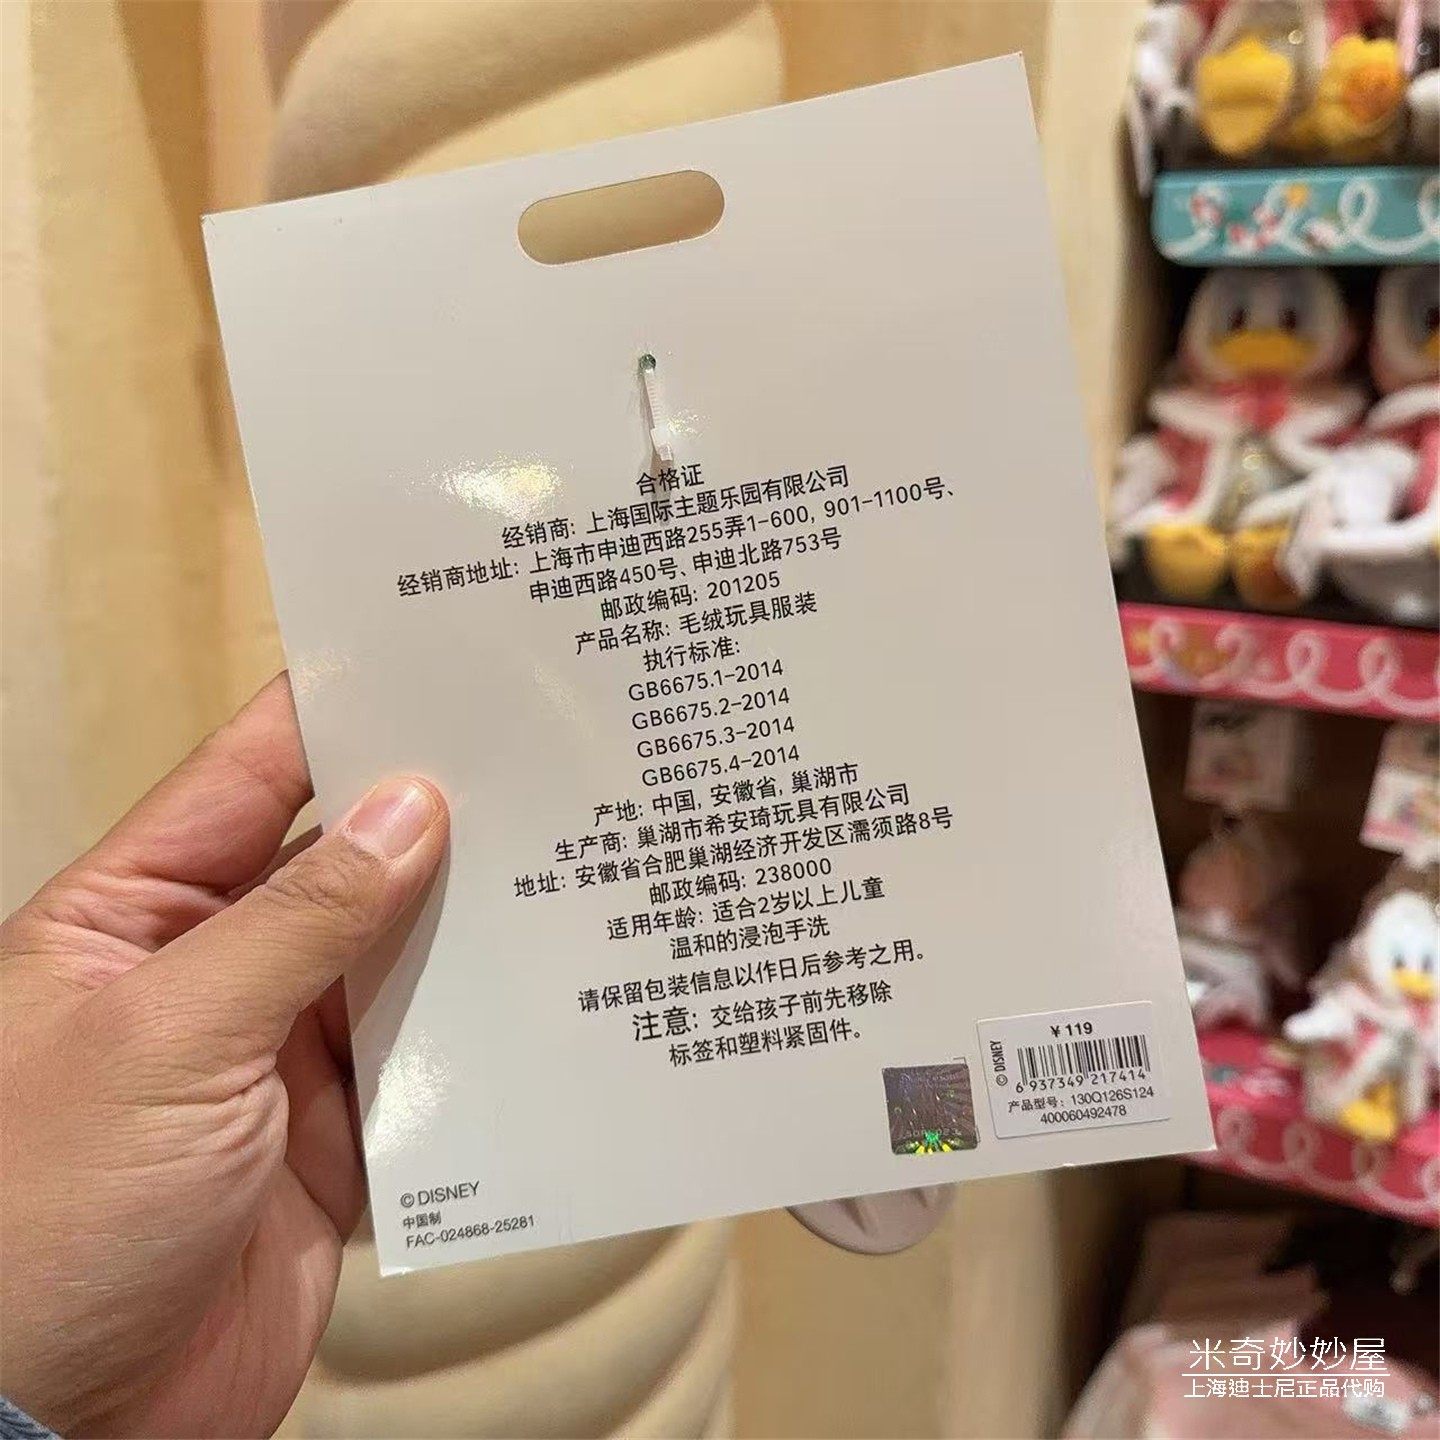 合格证
经销商: 上海国际主题乐园有限公司
经销商地址: 上海市申迪西路255弄1-600, 901-1100号、
申迪西路450号、申迪北路753号
邮政编码: 201205
产品名称: 毛绒玩具服装
执行标准:
GB6675.1-2014
GB6675.2-2014
GB6675.3-2014
GB6675.4-2014
产地: 中国, 安徽省, 巢湖市
生产商: 巢湖市希安琦玩具有限公司
地址: 安徽省合肥巢湖经济开发区濡须路8号
邮政编码: 238000
适用年龄: 适合2岁以上儿童
温和的浸泡手洗
请保留包装信息以作日后参考之用。
注意: 交给孩子前先移除
标签和塑料紧固件。
¥ 119
© DISNEY
6 937349 217414
产品型号: 130Q126S124
400060492478
© DISNEY
中国制
FAC-024868-25281
米奇妙妙屋
上海迪士尼正品代购